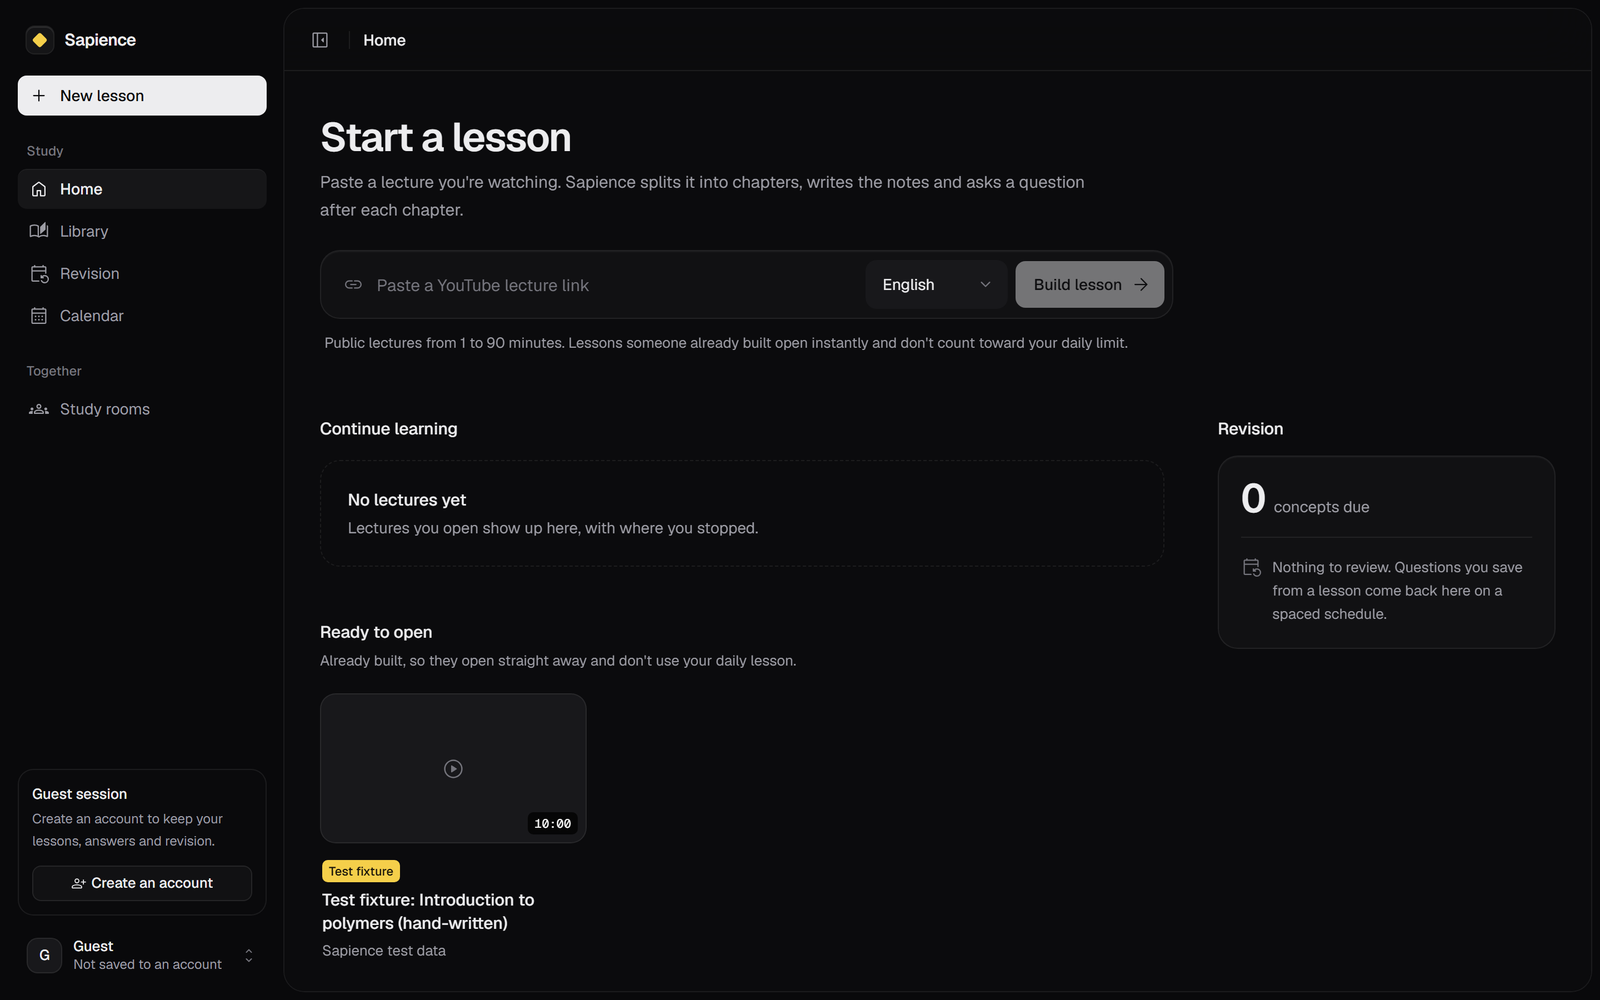 Sapience
New lesson
Study
Home
Library
Revision
Calendar
Together
Study rooms
Guest session
Create an account to keep your
lessons, answers and revision.
Create an account
G
Guest
Not saved to an account
Home
Start a lesson
Paste a lecture you're watching. Sapience splits it into chapters, writes the notes and asks a question
after each chapter.
Paste a YouTube lecture link
English
Build lesson
Public lectures from 1 to 90 minutes. Lessons someone already built open instantly and don't count toward your daily limit.
Continue learning
No lectures yet
Lectures you open show up here, with where you stopped.
Ready to open
Already built, so they open straight away and don't use your daily lesson.
10:00
Test fixture
Test fixture: Introduction to
polymers (hand-written)
Sapience test data
Revision
0 concepts due
Nothing to review. Questions you save
from a lesson come back here on a
spaced schedule.